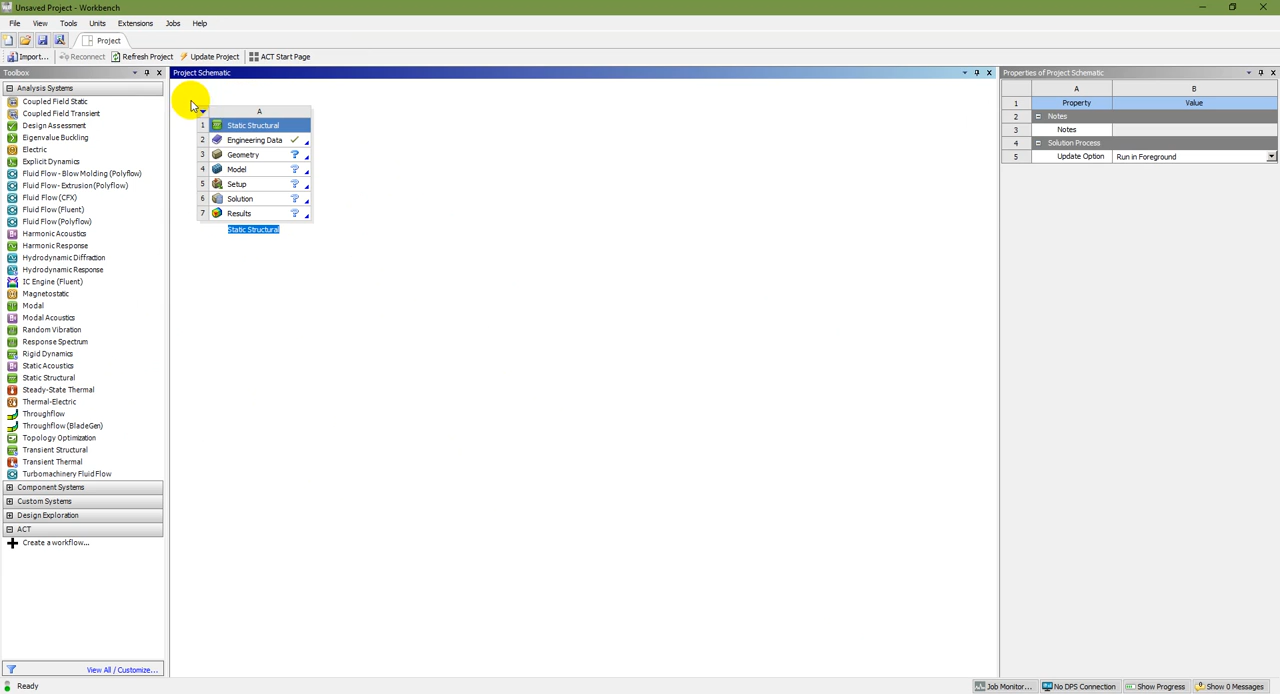 Unsaved Project - Workbench
File View Tools Units Extensions Jobs Help
Project
Import... Reconnect Refresh Project Update Project ACT Start Page
Toolbox
Analysis Systems
Coupled Field Static
Coupled Field Transient
Design Assessment
Eigenvalue Buckling
Electric
Explicit Dynamics
Fluid Flow - Blow Molding (Polyflow)
Fluid Flow- Extrusion (Polyflow)
Fluid Flow (CFX)
Fluid Flow (Fluent)
Fluid Flow (Polyflow)
Harmonic Acoustics
Harmonic Response
Hydrodynamic Diffraction
Hydrodynamic Response
IC Engine (Fluent)
Magnetostatic
Modal
Modal Acoustics
Random Vibration
Response Spectrum
Rigid Dynamics
Static Acoustics
Static Structural
Steady-State Thermal
Thermal-Electric
Throughflow
Throughflow (BladeGen)
Topology Optimization
Transient Structural
Transient Thermal
Turbomachinery Fluid Flow
Component Systems
Custom Systems
Design Exploration
ACT
Create a workflow...
View All / Customize...
Project Schematic
A
1 Static Structural
2 Engineering Data
3 Geometry ?
4 Model ?
5 Setup ?
6 Solution ?
7 Results ?
Static Structural
Properties of Project Schematic
A B
1 Property Value
2 Notes
3 Notes
4 Solution Process
5 Update Option Run in Foreground
Ready
Job Monitor... No DPS Connection Show Progress Show 0 Messages